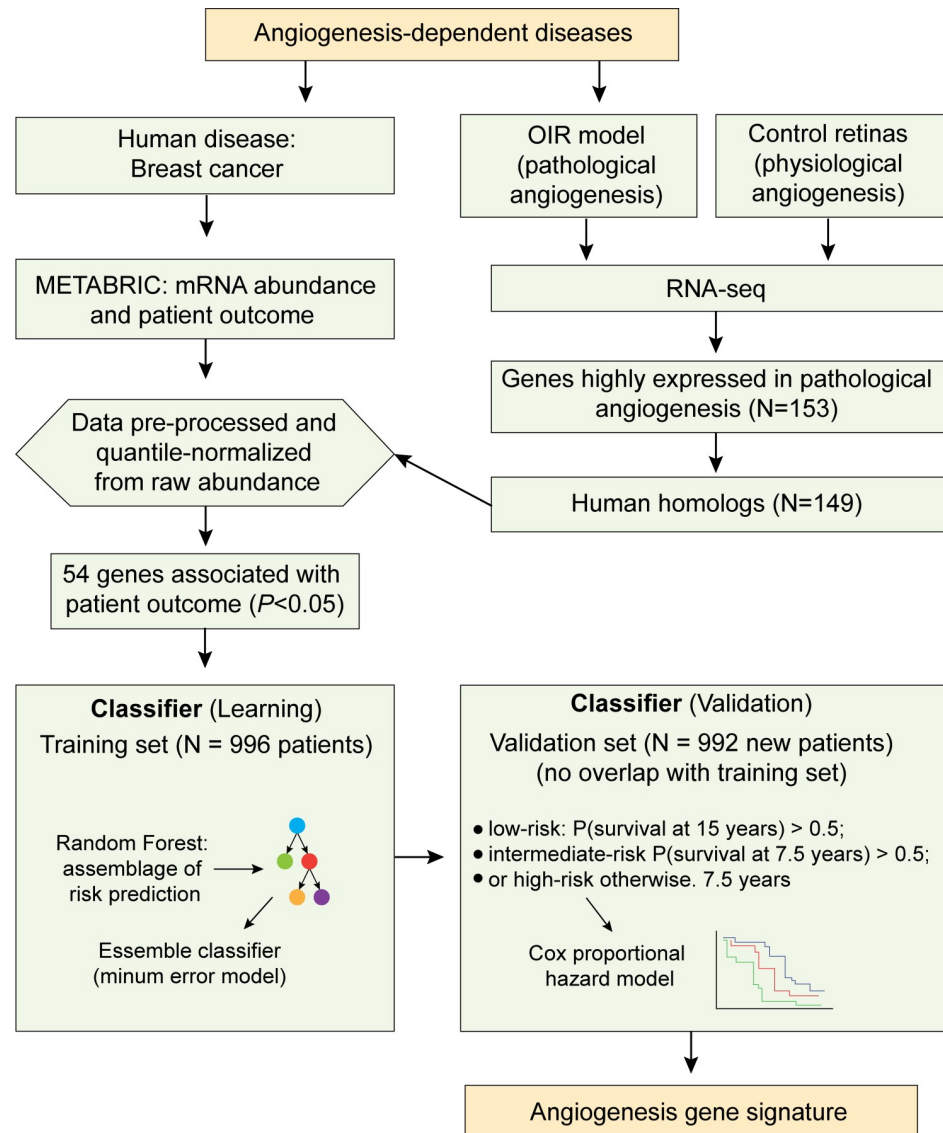 Angiogenesis-dependent diseases
Human disease:
Breast cancer
OIR model
(pathological
angiogenesis)
Control retinas
(physiological
angiogenesis)
METABRIC: mRNA abundance
and patient outcome
RNA-seq
Genes highly expressed in pathological
angiogenesis (N=153)
Data pre-processed and
quantile-normalized
from raw abundance
Human homologs (N=149)
54 genes associated with
patient outcome (P<0.05)
Classifier (Learning)
Training set (N = 996 patients)
Random Forest:
assemblage of
risk prediction
Essemble classifier
(minum error model)
Classifier (Validation)
Validation set (N = 992 new patients)
(no overlap with training set)
• low-risk: P(survival at 15 years) > 0.5;
• intermediate-risk P(survival at 7.5 years) > 0.5;
• or high-risk otherwise. 7.5 years
Cox proportional
hazard model
Angiogenesis gene signature